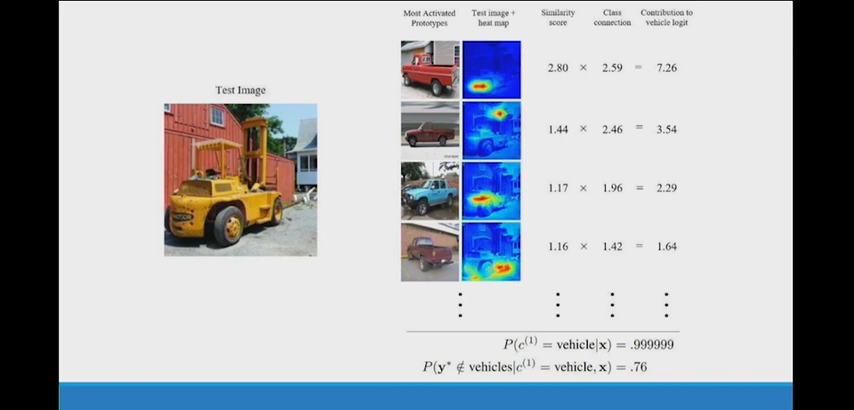 Most Activated Prototypes
Test image + heat map
Similarity score
Class connection
Contribution to vehicle logit
Test Image
2.80 × 2.59 = 7.26
1.44 × 2.46 = 3.54
1.17 × 1.96 = 2.29
1.16 × 1.42 = 1.64
P(c⁽¹⁾ = vehicle|x) = .999999
P(y* ∉ vehicles|c⁽¹⁾ = vehicle, x) = .76